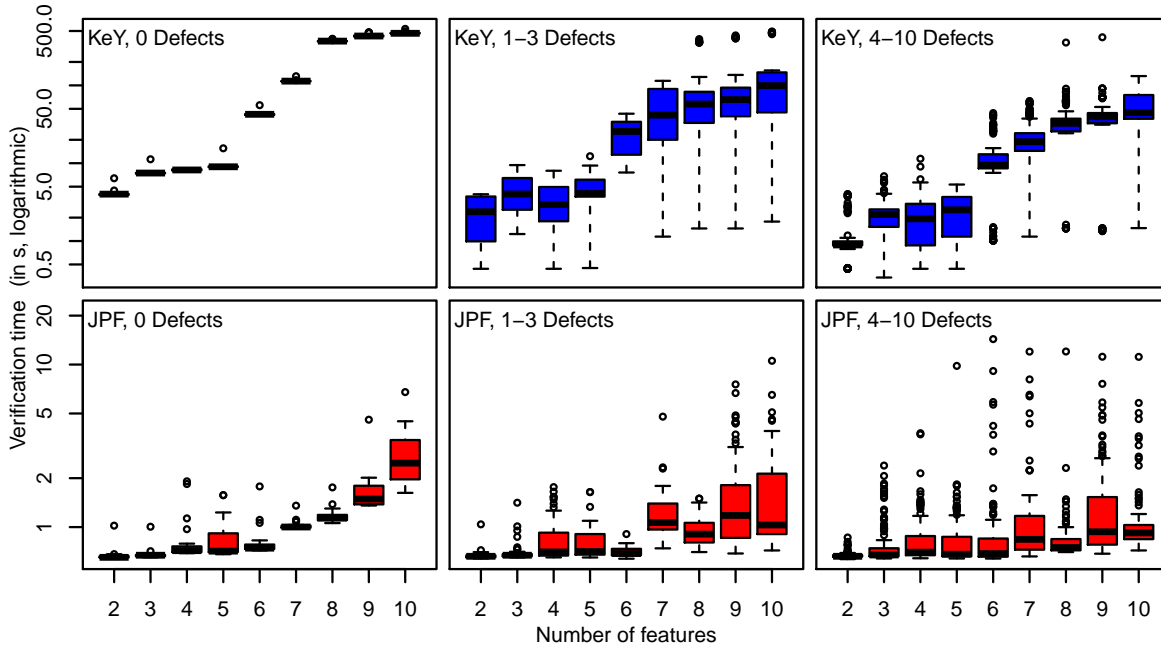 KeY, 0 Defects
KeY, 1−3 Defects
KeY, 4−10 Defects
500.0
50.0
5.0
0.5
Verification time (in s, logarithmic)
JPF, 0 Defects
JPF, 1−3 Defects
JPF, 4−10 Defects
20
10
5
2
1
2 3 4 5 6 7 8 9 10
2 3 4 5 6 7 8 9 10
2 3 4 5 6 7 8 9 10
Number of features